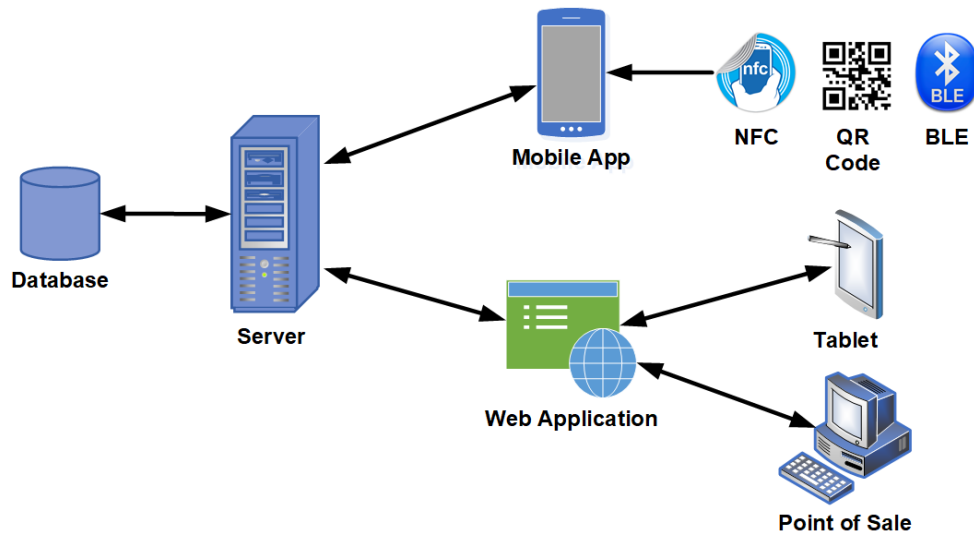 nfc
BLE
NFC
QR
Code
BLE
Mobile App
Database
Server
Tablet
Web Application
Point of Sale